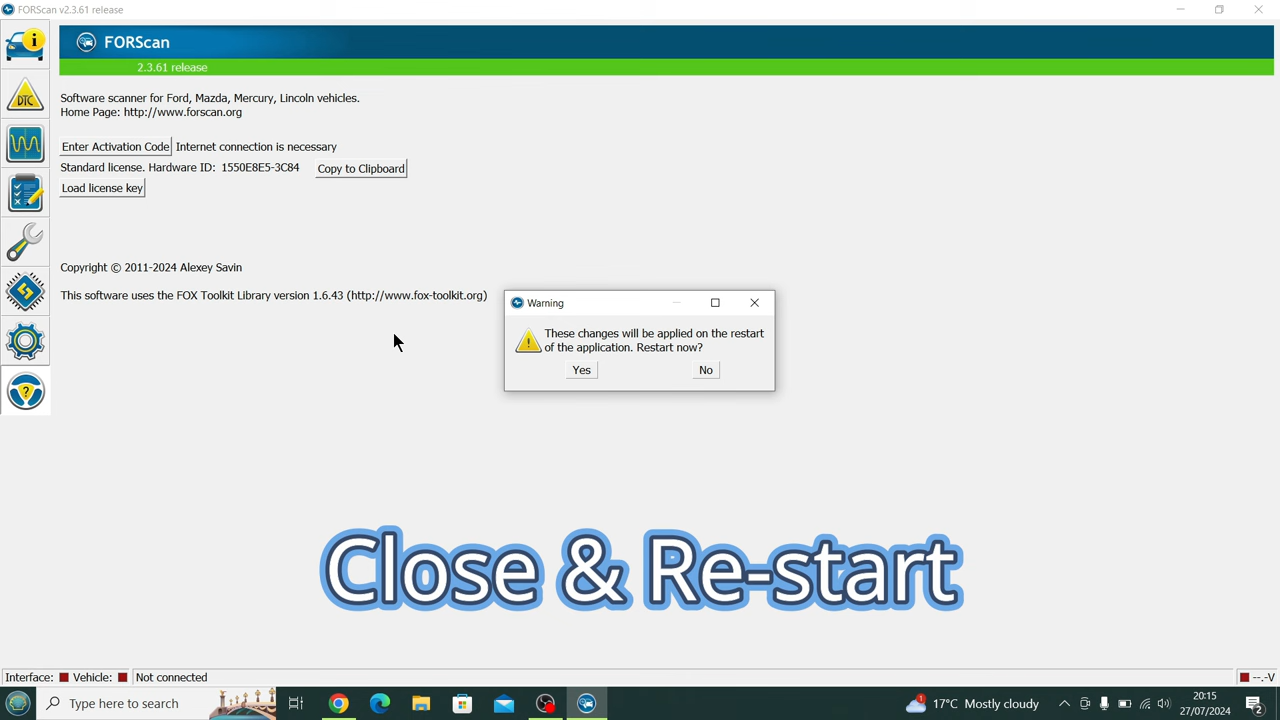 FORScan v2.3.61 release
FORScan
2.3.61 release
DTC
Software scanner for Ford, Mazda, Mercury, Lincoln vehicles.
Home Page: http://www.forscan.org
Enter Activation Code Internet connection is necessary
Standard license. Hardware ID: 1550E8E5-3C84 Copy to Clipboard
Load license key
Copyright © 2011-2024 Alexey Savin
This software uses the FOX Toolkit Library version 1.6.43 (http://www.fox-toolkit.org)
Warning
These changes will be applied on the restart
of the application. Restart now?
Yes No
Close & Re-start
Interface: Vehicle: Not connected --.-V
Type here to search 1 17°C Mostly cloudy 20:15
27/07/2024 2